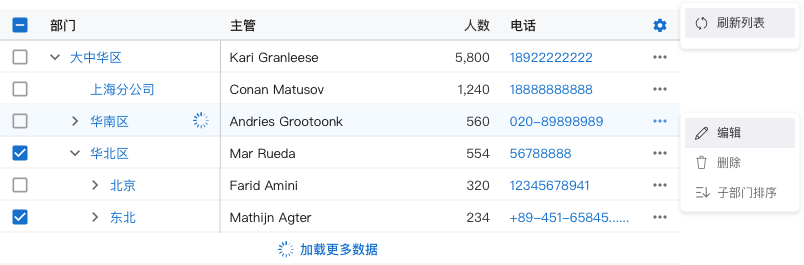 部门 主管 人数 电话
刷新列表
大中华区 Kari Granleese 5,800 18922222222
上海分公司 Conan Matusov 1,240 18888888888
华南区 Andries Grootoonk 560 020-89898989
编辑
华北区 Mar Rueda 554 56788888
删除
北京 Farid Amini 320 12345678941
子部门排序
东北 Mathijn Agter 234 +89-451-65845......
加载更多数据